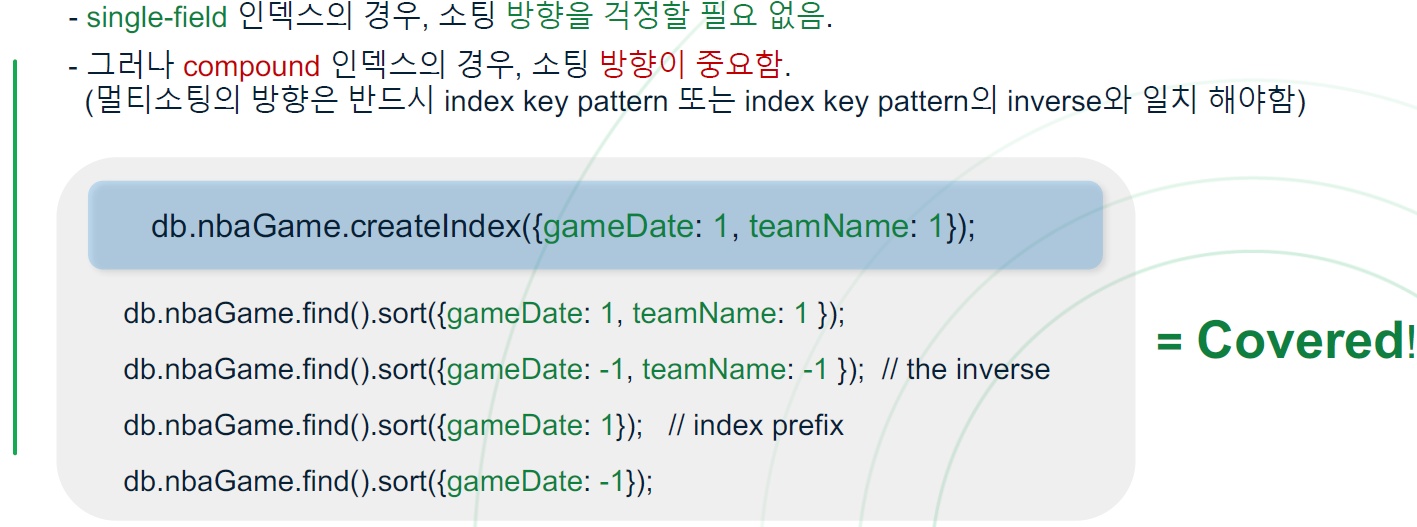 - single-field 인덱스의 경우, 소팅 방향을 걱정할 필요 없음.
- 그러나 compound 인덱스의 경우, 소팅 방향이 중요함.
(멀티소팅의 방향은 반드시 index key pattern 또는 index key pattern의 inverse와 일치 해야함)
db.nbaGame.createIndex({gameDate: 1, teamName: 1});
db.nbaGame.find().sort({gameDate: 1, teamName: 1 });
db.nbaGame.find().sort({gameDate: -1, teamName: -1 });  // the inverse
= Covered!
db.nbaGame.find().sort({gameDate: 1});   // index prefix
db.nbaGame.find().sort({gameDate: -1});